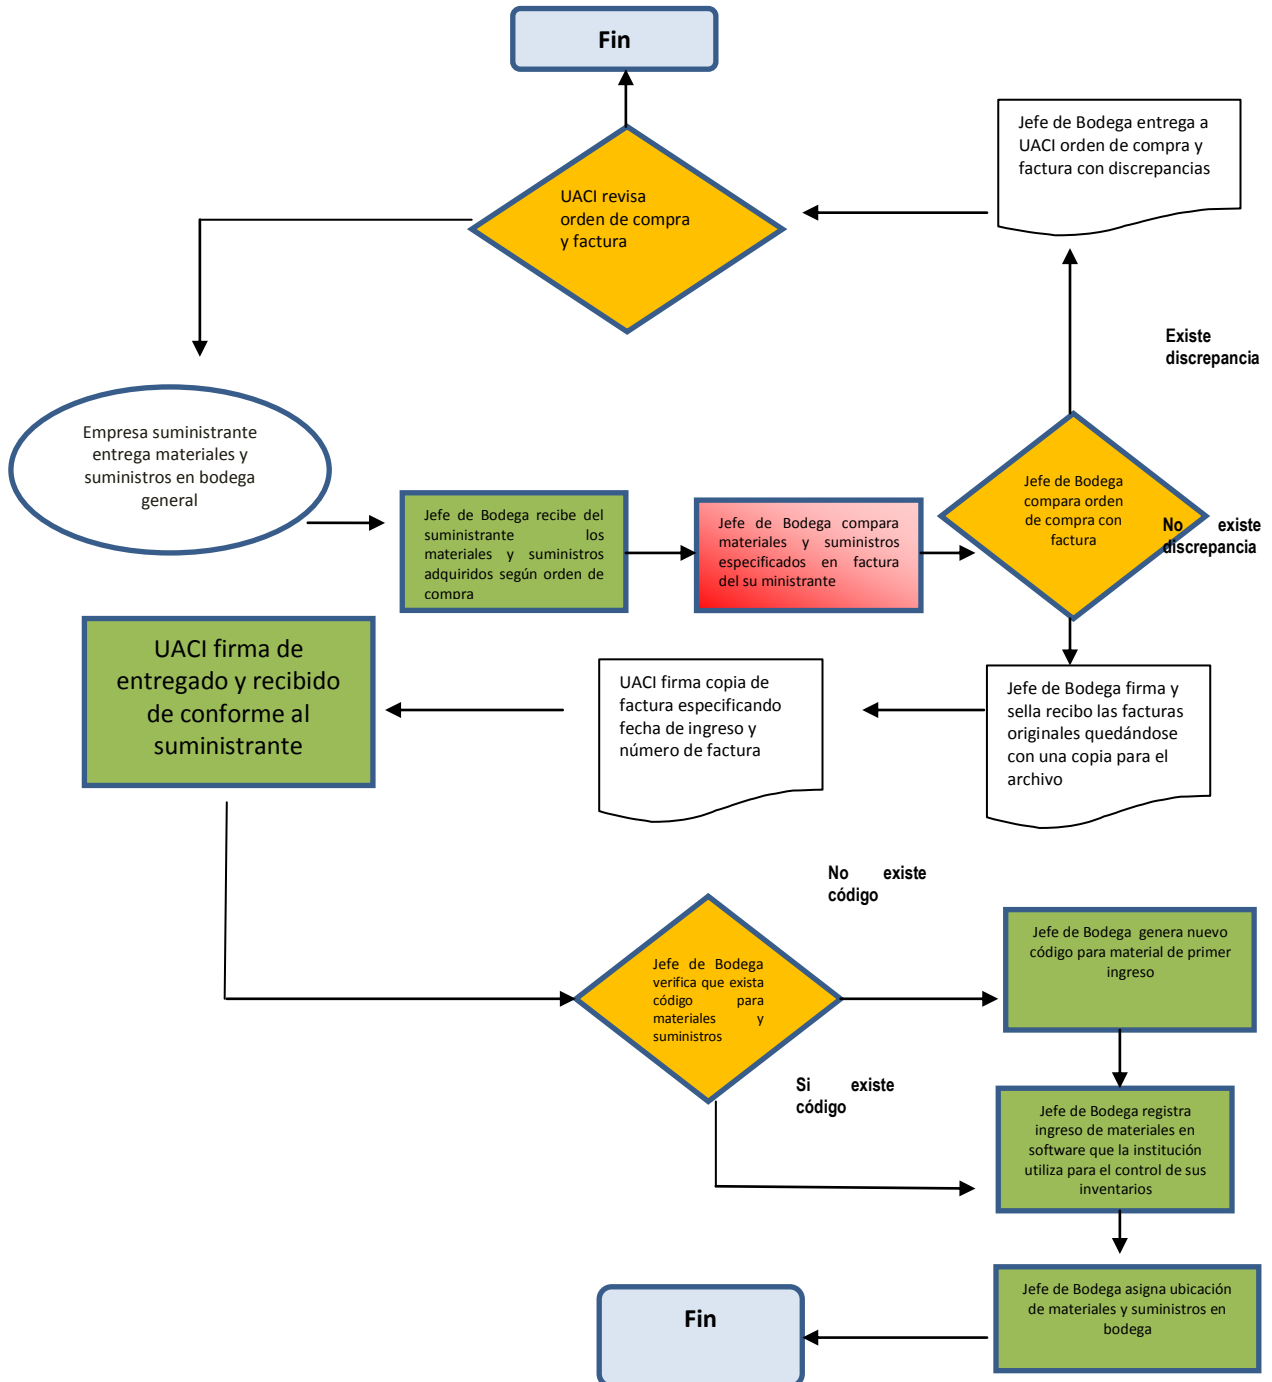 Fin
Jefe de Bodega entrega a
UACI orden de compra y
factura con discrepancias
UACI revisa
orden de compra
y factura
Existe
discrepancia
Empresa suministrante
entrega materiales y
suministros en bodega
general
Jefe de Bodega recibe del
suministrante los
materiales y suministros
adquiridos según orden de
compra
Jefe de Bodega compara
materiales y suministros
especificados en factura
del su ministrante
Jefe de Bodega
compara orden
de compra con
factura
No existe
discrepancia
UACI firma de
entregado y recibido
de conforme al
suministrante
UACI firma copia de
factura especificando
fecha de ingreso y
número de factura
Jefe de Bodega firma y
sella recibo las facturas
originales quedándose
con una copia para el
archivo
No existe
código
Jefe de Bodega verifica que exista
código para
materiales y
suministros
Jefe de Bodega genera nuevo
código para material de primer
ingreso
Si existe
código
Jefe de Bodega registra
ingreso de materiales en
software que la institución
utiliza para el control de sus
inventarios
Jefe de Bodega asigna ubicación
de materiales y suministros en
bodega
Fin